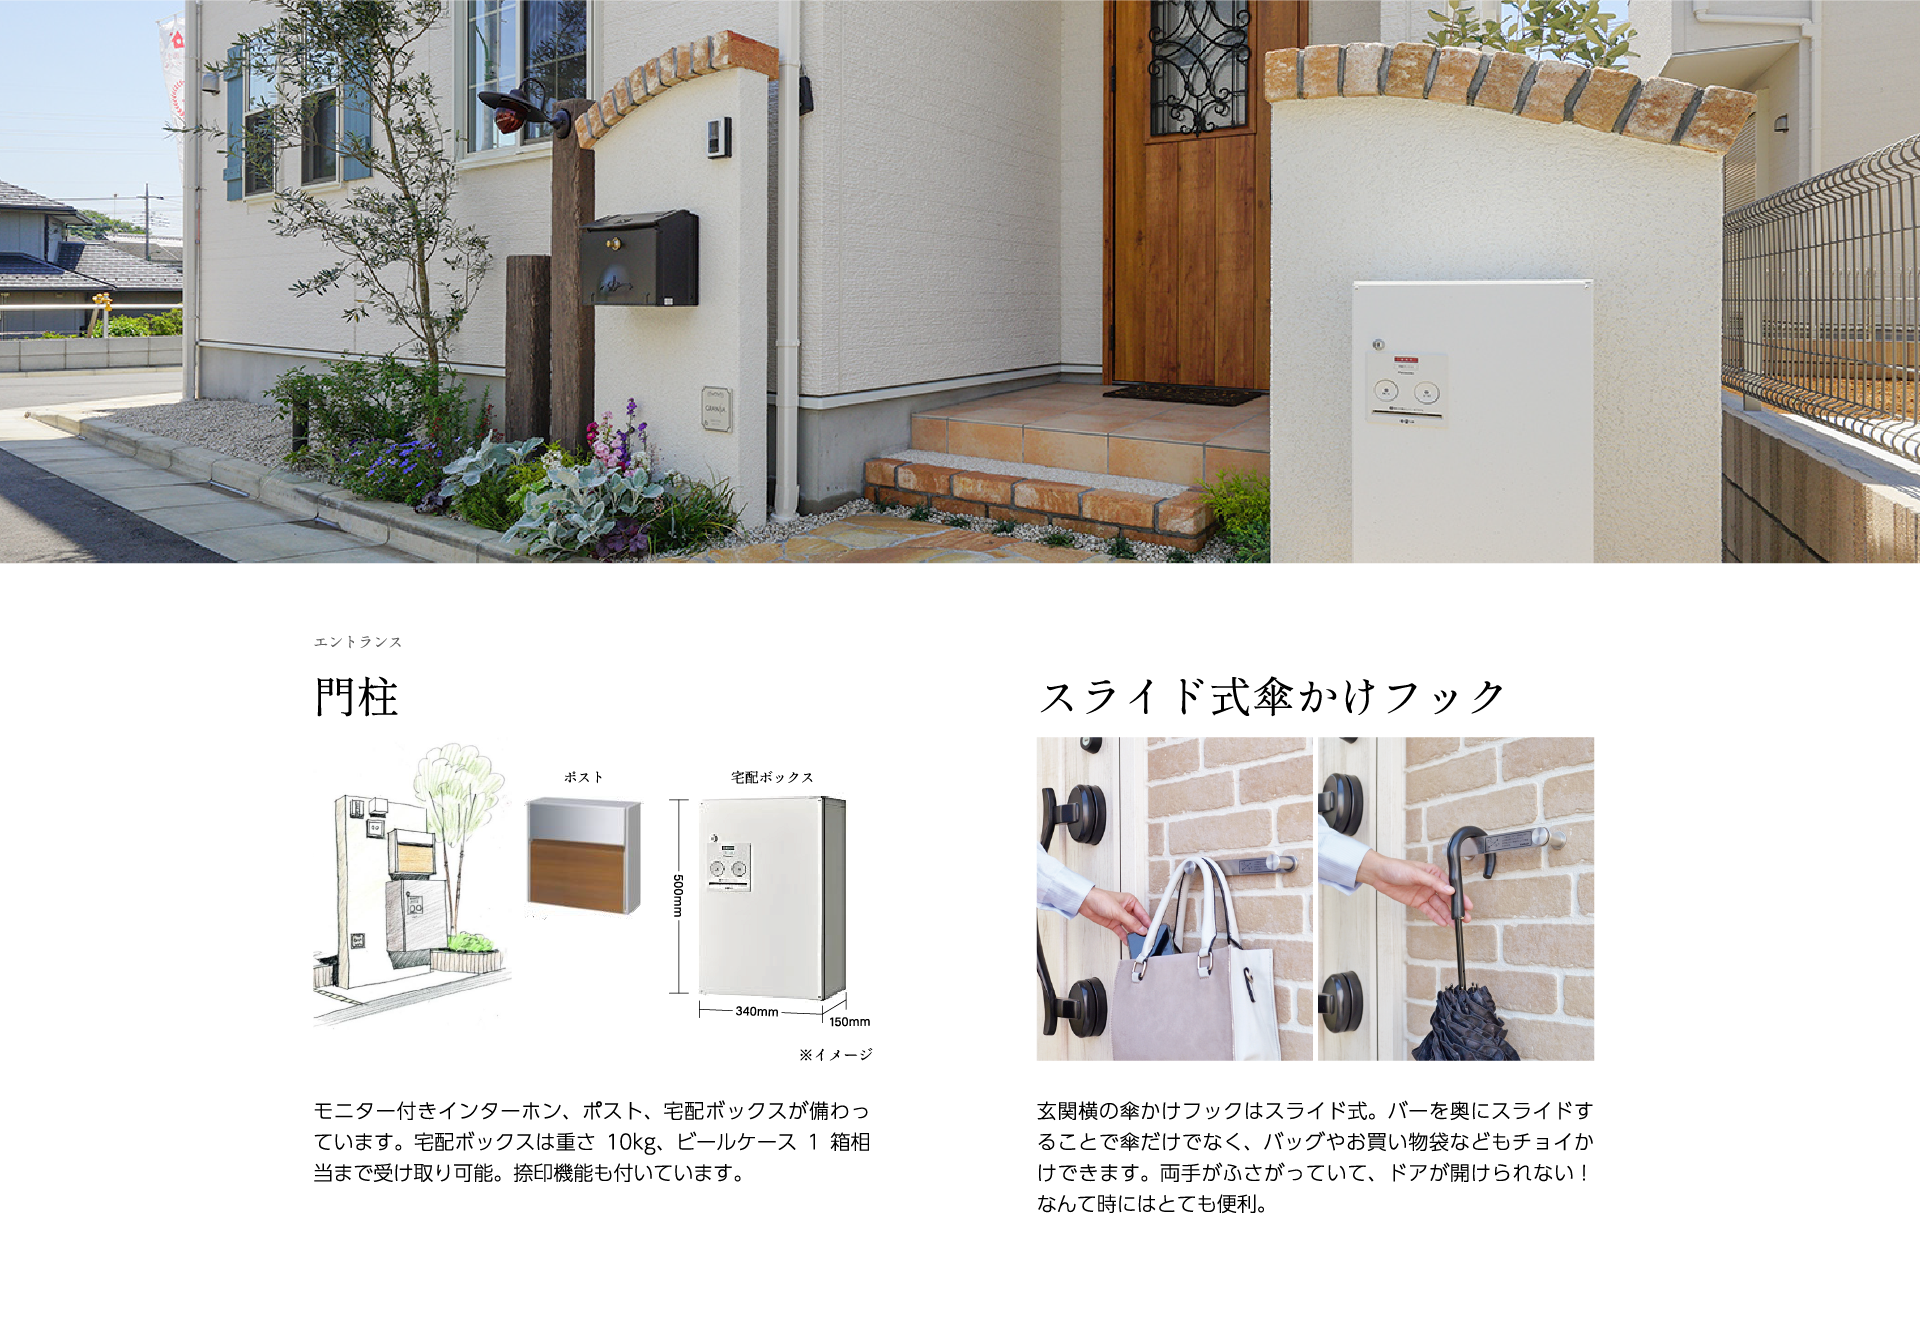 エントランス
門柱
ポスト
宅配ボックス
500mm
340mm
150mm
※イメージ
モニター付きインターホン、ポスト、宅配ボックスが備わっ
ています。宅配ボックスは重さ 10kg、ビールケース 1 箱相
当まで受け取り可能。捺印機能も付いています。
スライド式傘かけフック
玄関横の傘かけフックはスライド式。バーを奥にスライドす
ることで傘だけでなく、バッグやお買い物袋などもチョイか
けできます。両手がふさがっていて、ドアが開けられない！
なんて時にはとても便利。